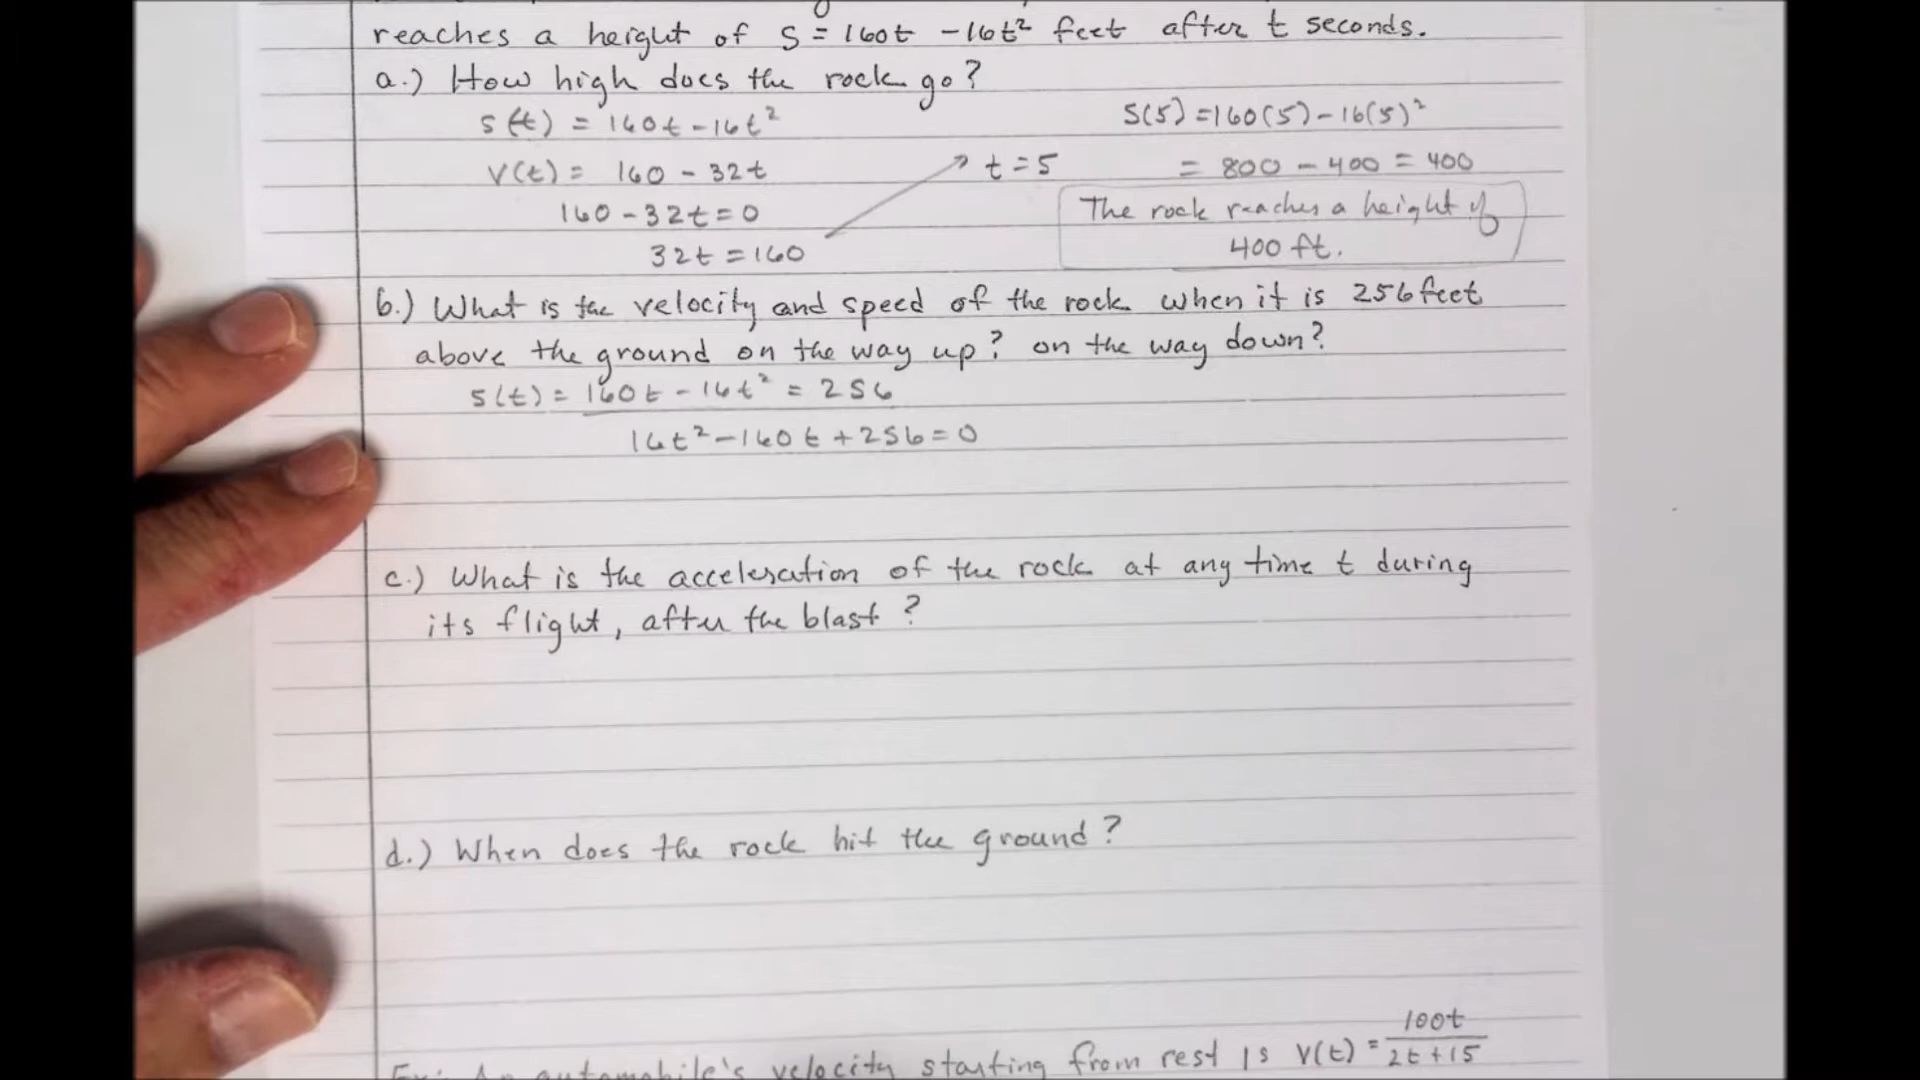 reaches a height of s = 160t - 16t² feet after t seconds.
a.) How high does the rock go?
s(t) = 160t - 16t²
S(5) = 160(5) - 16(5)²
v(t) = 160 - 32t
t = 5
= 800 - 400 = 400
160 - 32t = 0
The rock reaches a height of
32t = 160
400 ft.
b.) What is the velocity and speed of the rock when it is 256 feet
above the ground on the way up? on the way down?
s(t) = 160t - 16t² = 256
16t² - 160t + 256 = 0
c.) What is the acceleration of the rock at any time t during
its flight, after the blast?
d.) When does the rock hit the ground?
Ex: An automobile's velocity starting from rest is v(t) = 100t / 2t + 15